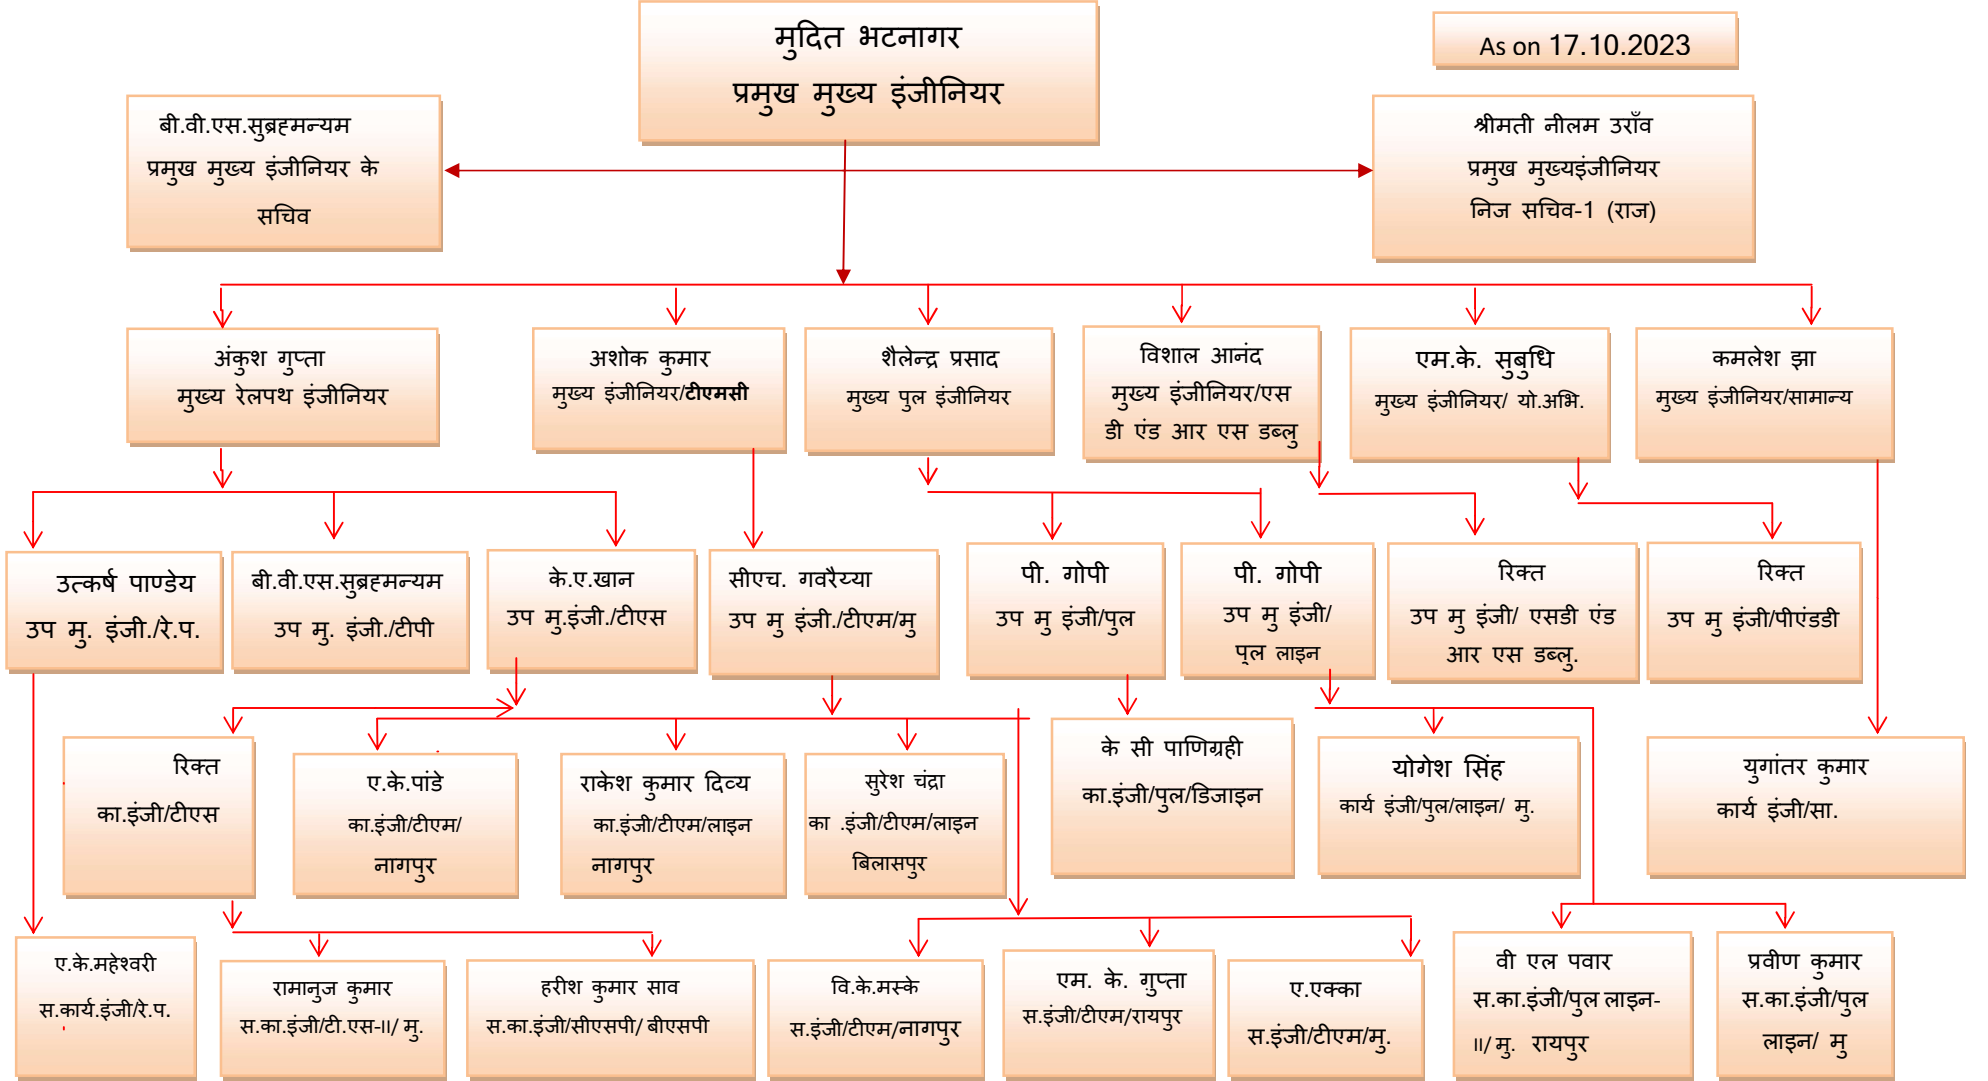 मुदित भटनागर
प्रमुख मुख्य इंजीनियर
As on 17.10.2023
बी.वी.एस.सुब्रह्मन्यम
प्रमुख मुख्य इंजीनियर के
सचिव
श्रीमती नीलम उराँव
प्रमुख मुख्यइंजीनियर
निज सचिव-1 (राज)
अंकुश गुप्ता
मुख्य रेलपथ इंजीनियर
अशोक कुमार
मुख्य इंजीनियर/टीएमसी
शैलेन्द्र प्रसाद
मुख्य पुल इंजीनियर
विशाल आनंद
मुख्य इंजीनियर/एस
डी एंड आर एस डब्लु
एम.के. सुबुधि
मुख्य इंजीनियर/ यो.अभि.
कमलेश झा
मुख्य इंजीनियर/सामान्य
उत्कर्ष पाण्डेय
उप मु. इंजी./रे.प.
बी.वी.एस.सुब्रह्मन्यम
उप मु. इंजी./टीपी
के.ए.खान
उप मु.इंजी./टीएस
सीएच. गवरैय्या
उप मु इंजी./टीएम/मु
पी. गोपी
उप मु इंजी/पुल
पी. गोपी
उप मु इंजी/
पुल लाइन
रिक्त
उप मु इंजी/ एसडी एंड
आर एस डब्लु.
रिक्त
उप मु इंजी/पीएंडडी
रिक्त
का.इंजी/टीएस
ए.के.पांडे
का.इंजी/टीएम/
नागपुर
राकेश कुमार दिव्य
का.इंजी/टीएम/लाइन
नागपुर
सुरेश चंद्रा
का .इंजी/टीएम/लाइन
बिलासपुर
के सी पाणिग्रही
का.इंजी/पुल/डिजाइन
योगेश सिंह
कार्य इंजी/पुल/लाइन/ मु.
युगांतर कुमार
कार्य इंजी/सा.
ए.के.महेश्वरी
स.कार्य.इंजी/रे.प.
रामानुज कुमार
स.का.इंजी/टी.एस-II/ मु.
हरीश कुमार साव
स.का.इंजी/सीएसपी/ बीएसपी
वि.के.मस्के
स.इंजी/टीएम/नागपुर
एम. के. गुप्ता
स.इंजी/टीएम/रायपुर
ए.एक्का
स.इंजी/टीएम/मु.
वी एल पवार
स.का.इंजी/पुल लाइन-
II/ मु. रायपुर
प्रवीण कुमार
स.का.इंजी/पुल
लाइन/ मु